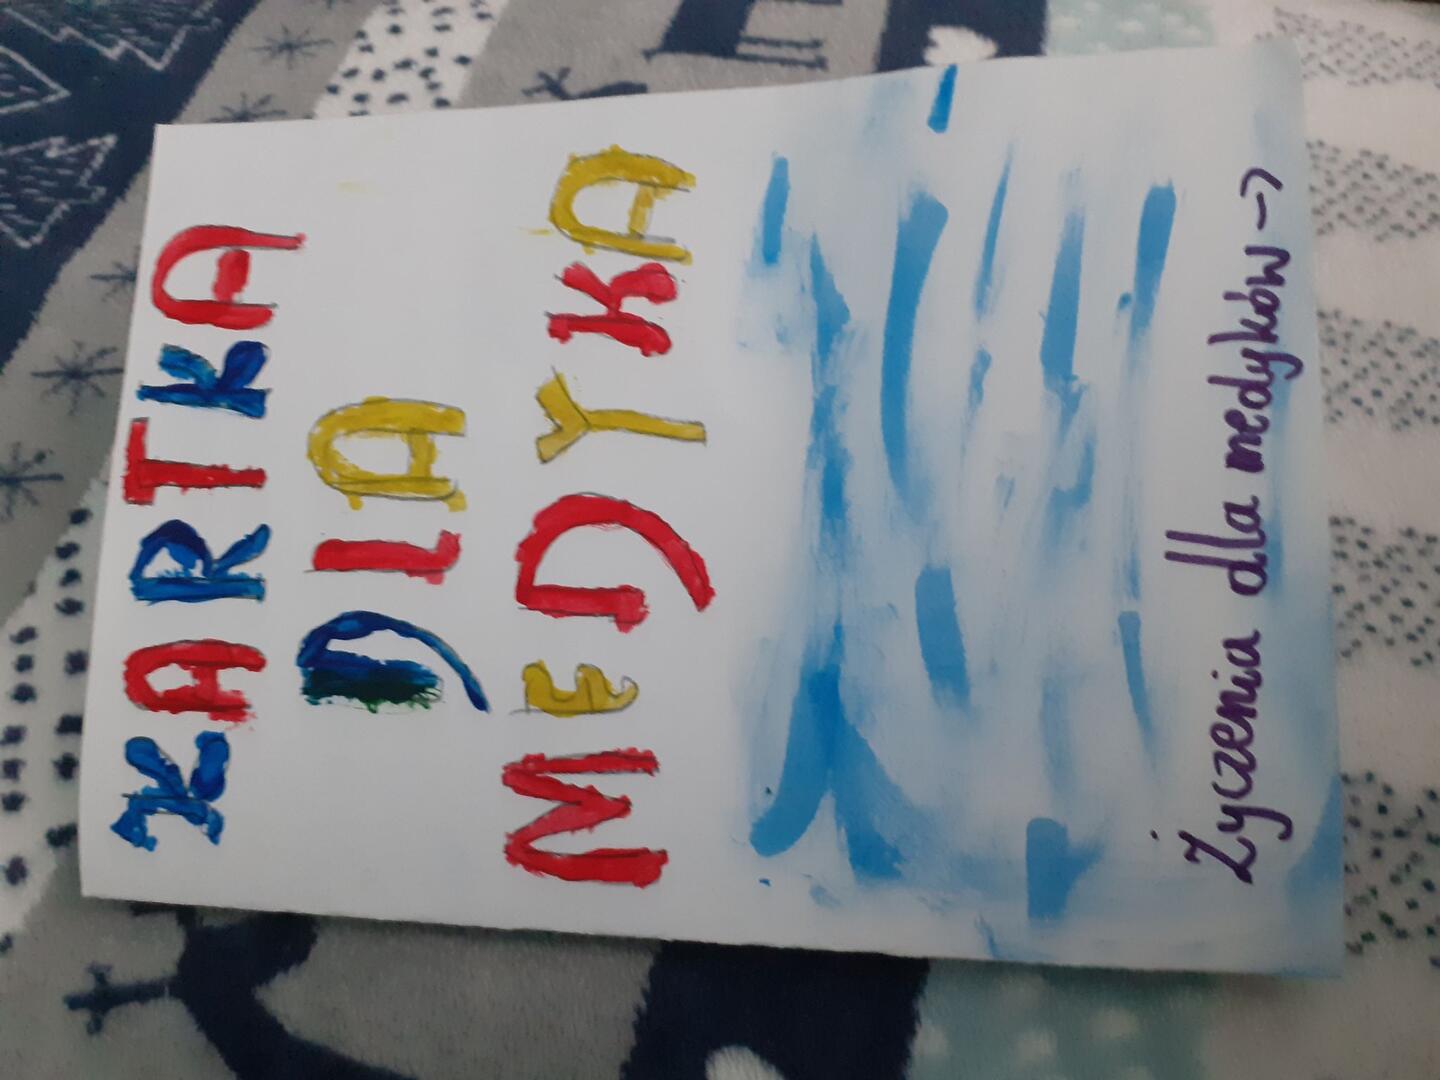 KARTKA
DLA
MEDYKA
Życzenia dla medyków ->